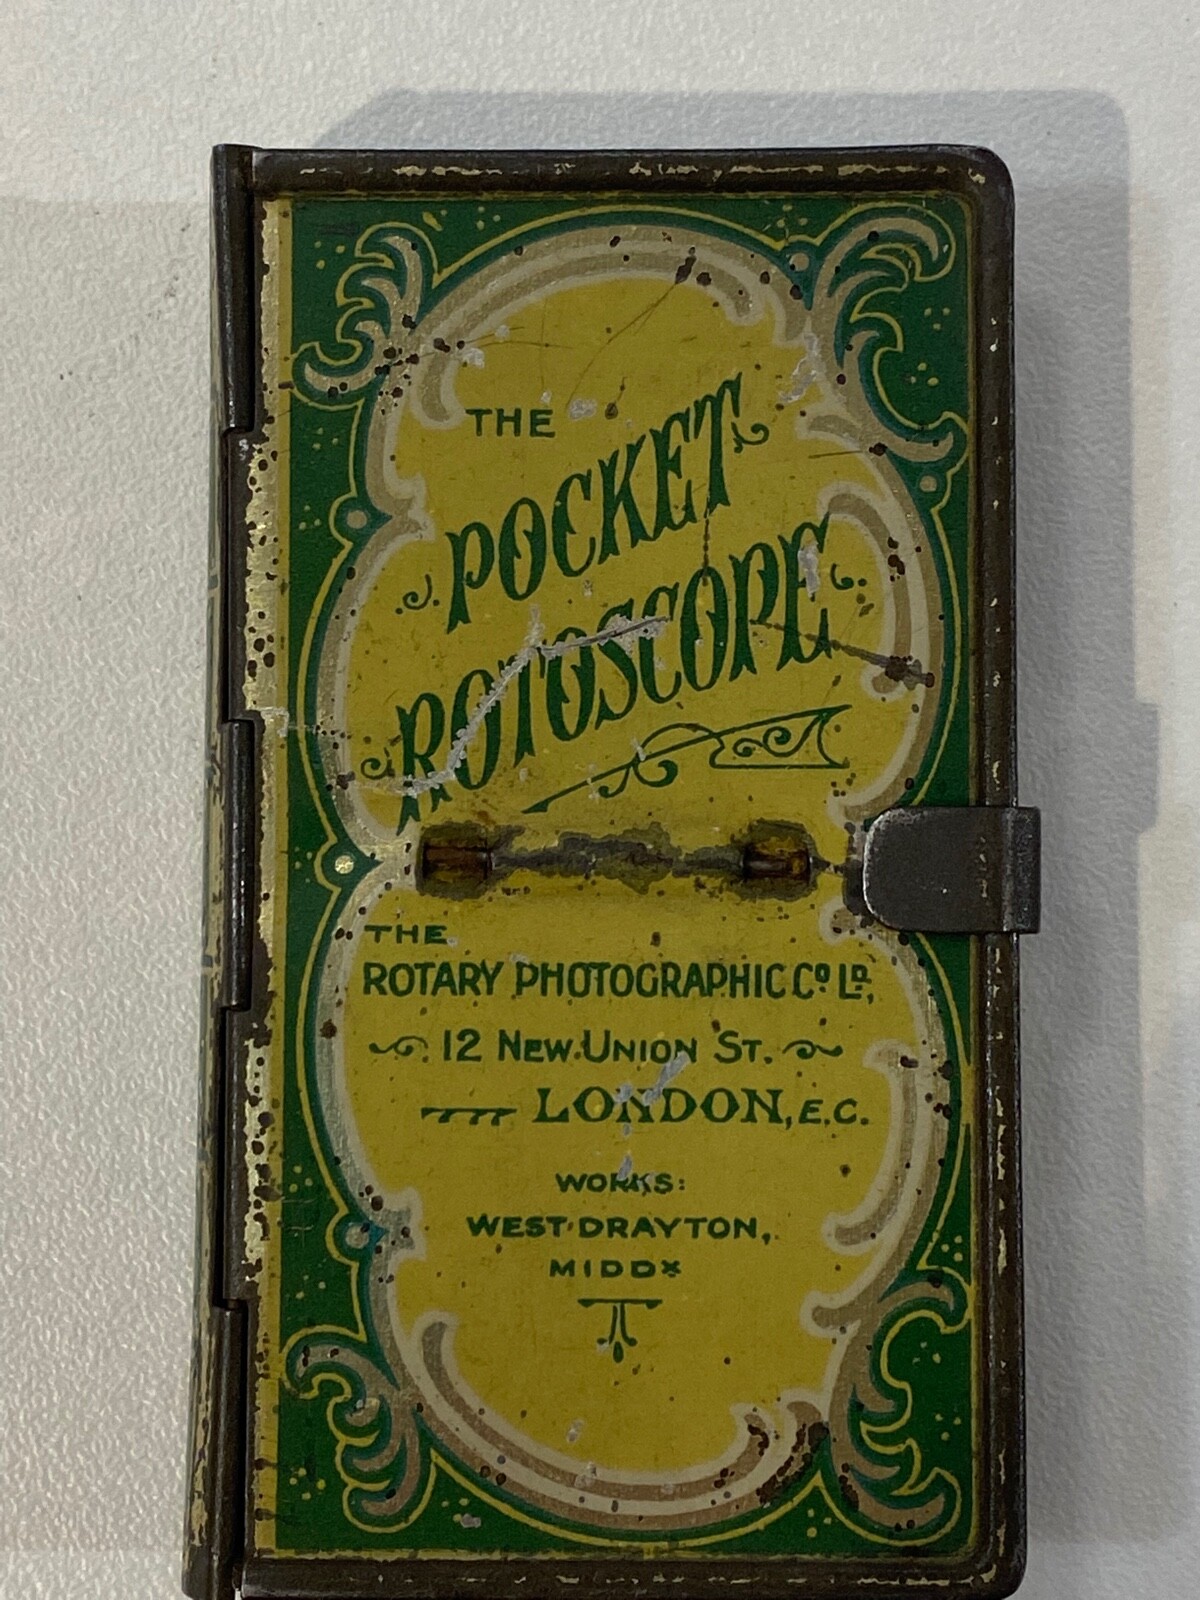 THE
POCKET
ROTOSCOPE
THE
ROTARY PHOTOGRAPHIC Cº Lᴰ,
12 NEW UNION ST.
LONDON, E.C.
WORKS:
WEST DRAYTON,
MIDDX